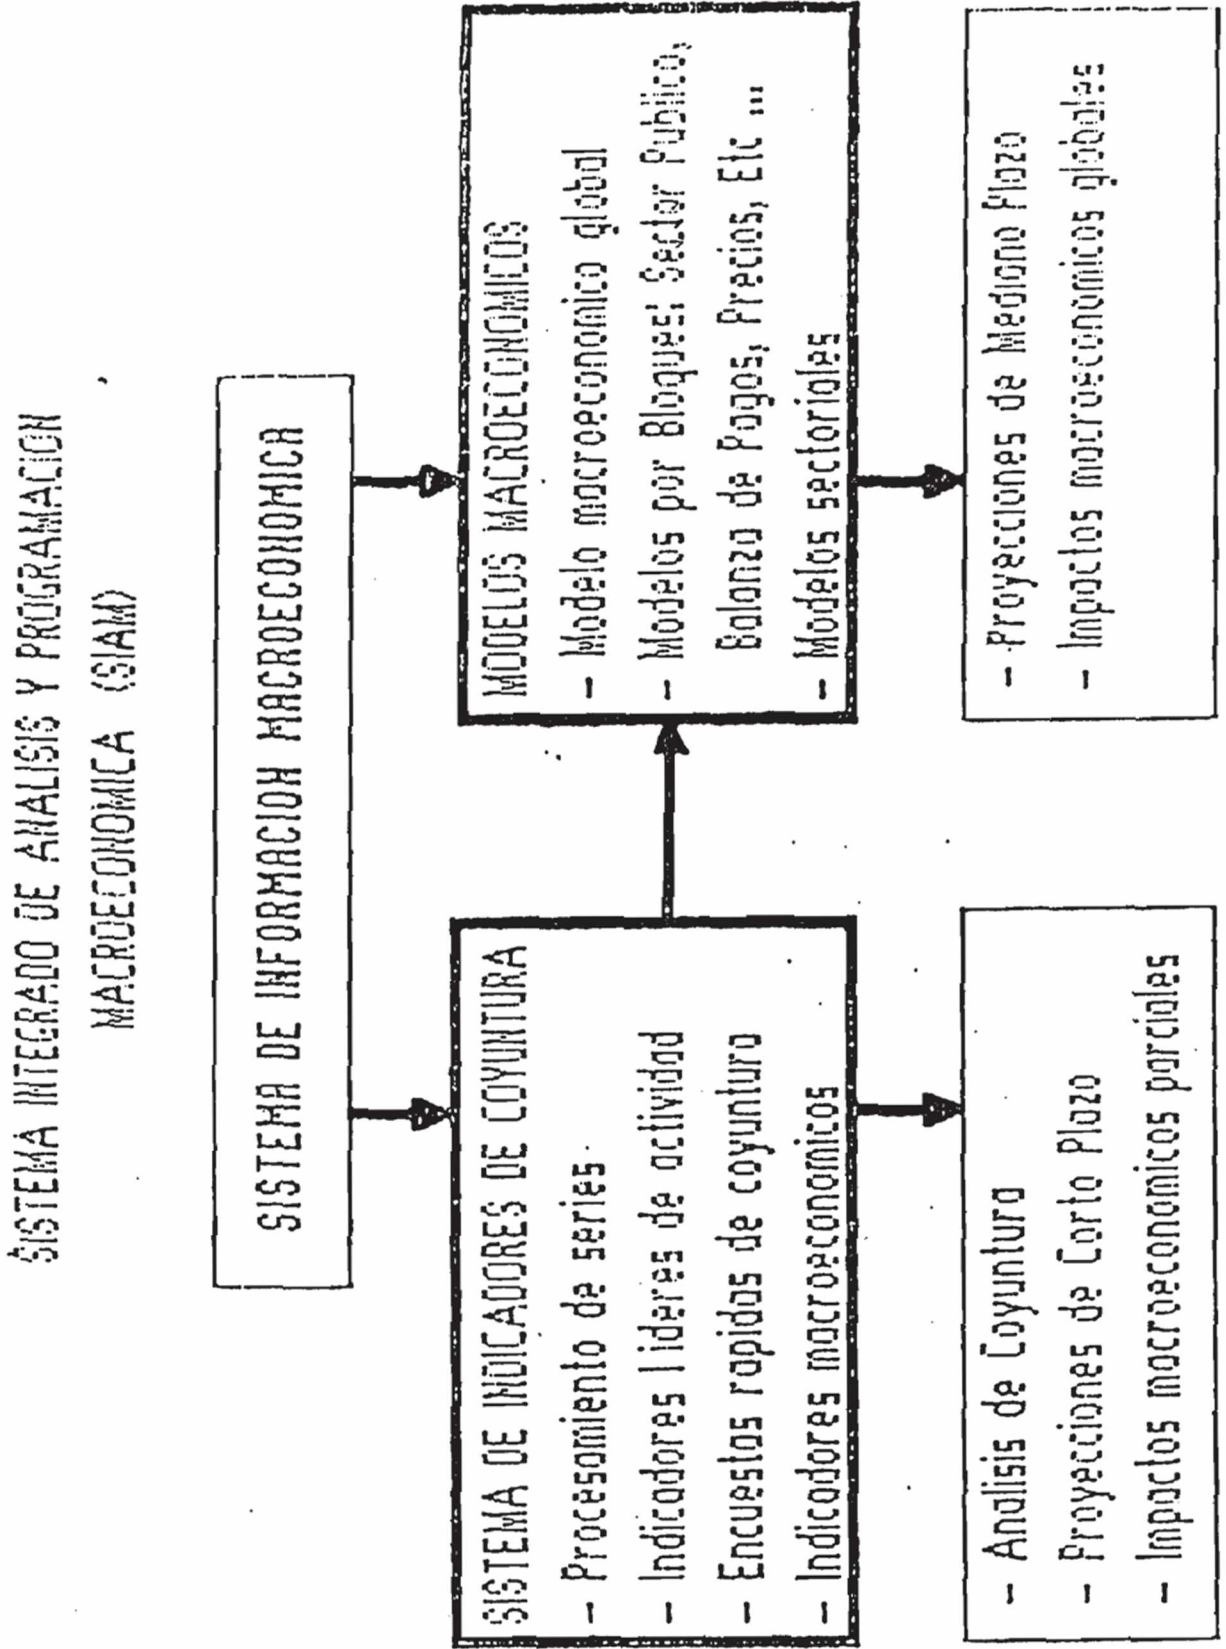 SISTEMA INTEGRADO DE ANALISIS Y PROGRAMACION
MACROECONOMICA (SIAM)
SISTEMA DE INFORMACION MACROECONOMICA
SISTEMA DE INDICADORES DE COYUNTURA
- Procesamiento de series
- Indicadores lideres de actividad
- Encuestas rapidas de coyuntura
- Indicadores macroeconomicos
MODELOS MACROECONOMICOS
- Modelo macroeconomico global
- Modelos por Bloques: Sector Publico,
Balanza de Pagos, Precios, Etc ...
- Modelos sectoriales
- Analisis de Coyuntura
- Proyecciones de Corto Plazo
- Impactos macroeconomicos parciales
- Proyecciones de Mediano Plazo
- Impactos macroeconomicos globales